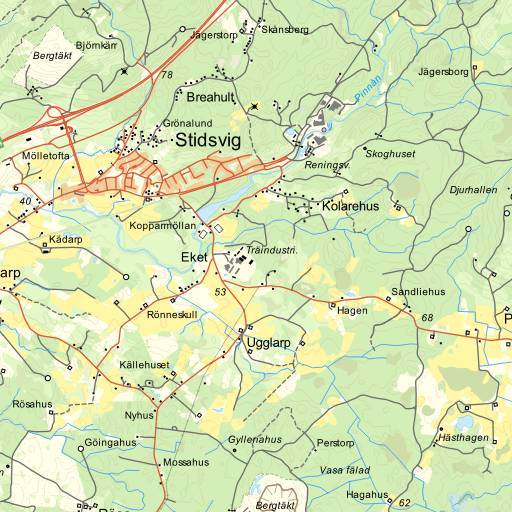 Skånsberg
Jägerstorp
Björnkärr
Bergtäkt
78
Jägersborg
Pinnån
Breahult
Grönalund
Stidsvig
Mölletofta
Skoghuset
Reningsv.
Djurhallen
40
Kolarehus
Kopparmöllan
Kädarp
Träindustri.
Eket
arp
53
Sandliehus
Rönneskull
Hagen
68
P
Ugglarp
Källehuset
Rösahus
Nyhus
Göingahus
Gyllenahus
Perstorp
Hästhagen
Mossahus
Vasa fälad
Hagahus
62
Bergtäkt